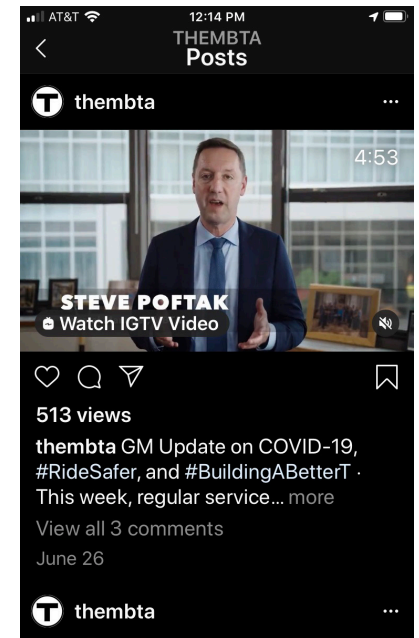 AT&T 12:14 PM
THEMBTA
Posts
T thembta
4:53
STEVE POFTAK
Watch IGTV Video
513 views
thembta GM Update on COVID-19,
#RideSafer, and #BuildingABetterT ·
This week, regular service... more
View all 3 comments
June 26
T thembta